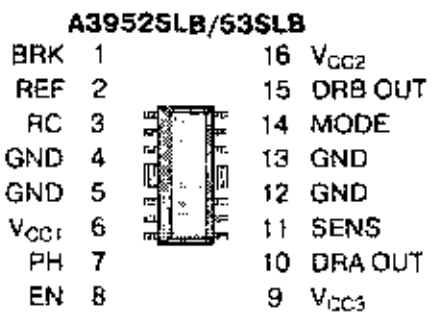 A3952SLB/53SLB
BRK 1 16 VCC2
REF 2 15 DRB OUT
RC 3 14 MODE
GND 4 13 GND
GND 5 12 GND
VCC1 6 11 SENS
PH 7 10 DRA OUT
EN 8 9 VCC3